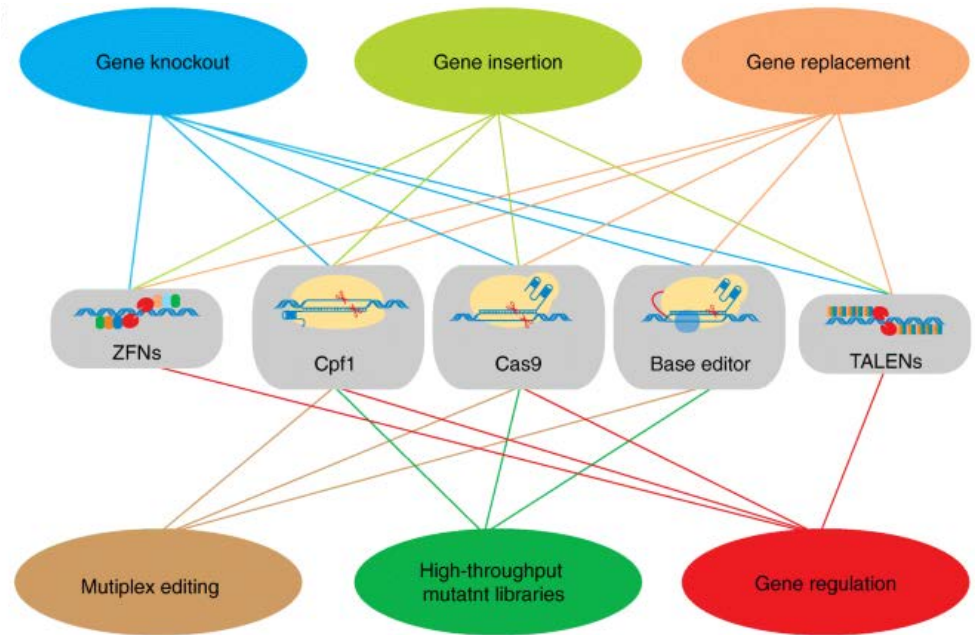 Gene knockout
Gene insertion
Gene replacement
ZFNs
Cpf1
Cas9
Base editor
TALENs
Mutiplex editing
High-throughput
mutatnt libraries
Gene regulation